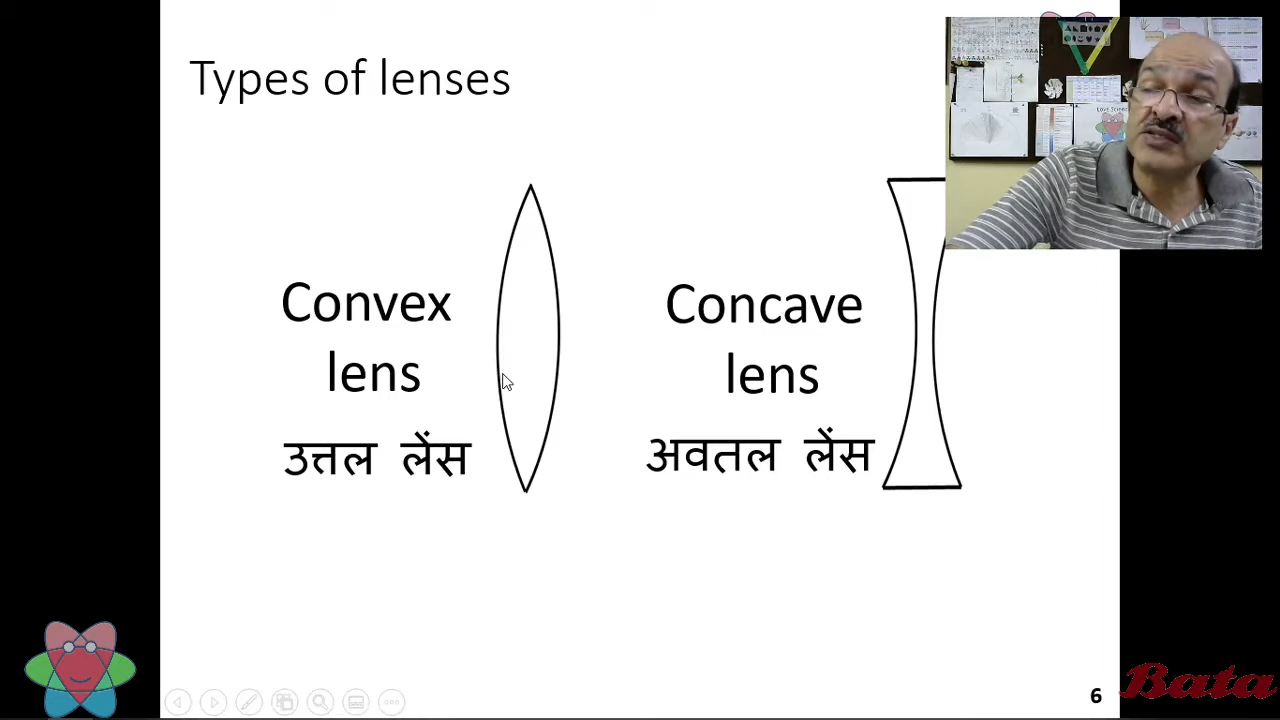 Types of lenses
Convex
lens
उत्तल लेंस
Concave
lens
अवतल लेंस
6
Bata